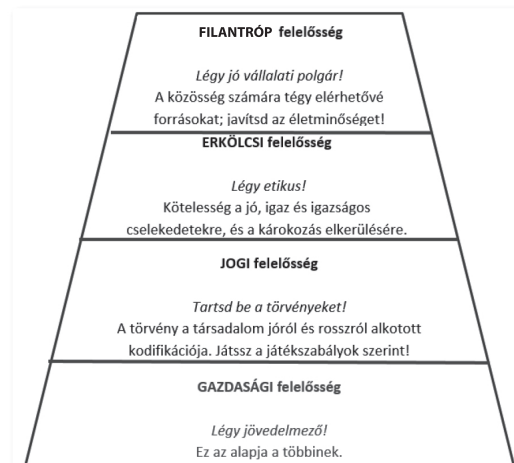 FILANTRÓP felelősség
Légy jó vállalati polgár!
A közösség számára tégy elérhetővé
forrásokat; javítsd az életminőséget!
ERKÖLCSI felelősség
Légy etikus!
Kötelesség a jó, igaz és igazságos
cselekedetekre, és a károkozás elkerülésére.
JOGI felelősség
Tartsd be a törvényeket!
A törvény a társadalom jóról és rosszról alkotott
kodifikációja. Játssz a játékszabályok szerint!
GAZDASÁGI felelősség
Légy jövedelmező!
Ez az alapja a többinek.